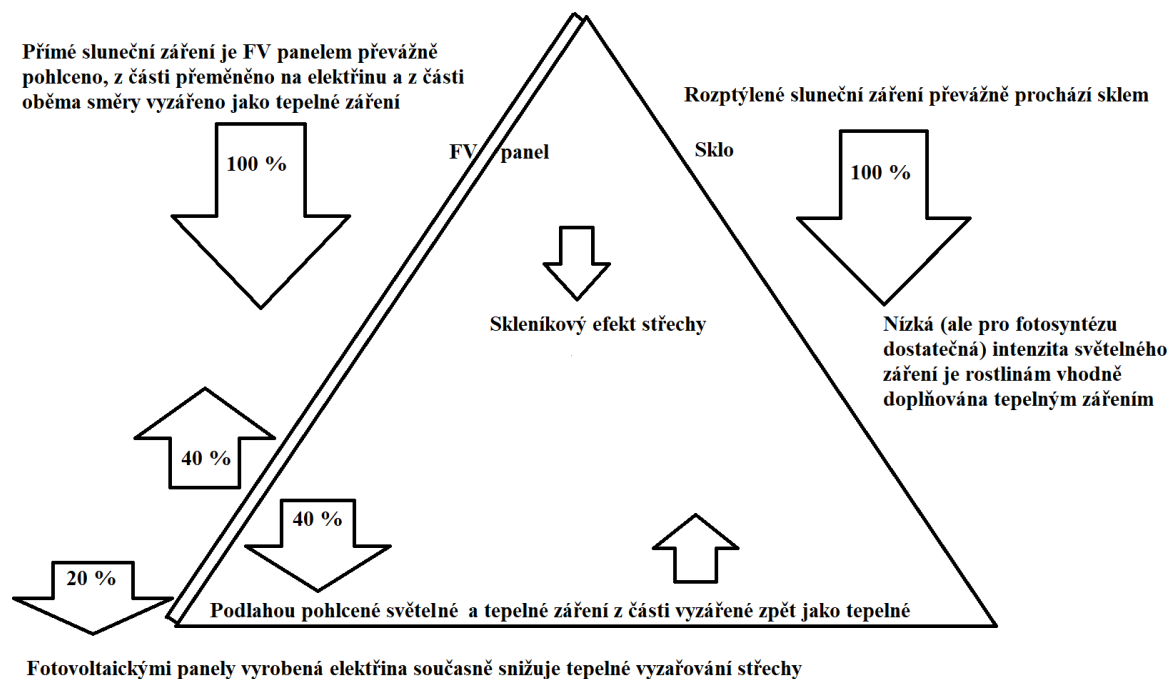 Přímé sluneční záření je FV panelem převážně
pohlceno, z části přeměněno na elektřinu a z části
oběma směry vyzářeno jako tepelné záření
Rozptýlené sluneční záření převážně prochází sklem
100 %
FV panel
Sklo
100 %
Skleníkový efekt střechy
Nízká (ale pro fotosyntézu
dostatečná) intenzita světelného
záření je rostlinám vhodně
doplňována tepelným zářením
40 %
40 %
20 %
Podlahou pohlcené světelné a tepelné záření z části vyzářené zpět jako tepelné
Fotovoltaickými panely vyrobená elektřina současně snižuje tepelné vyzařování střechy